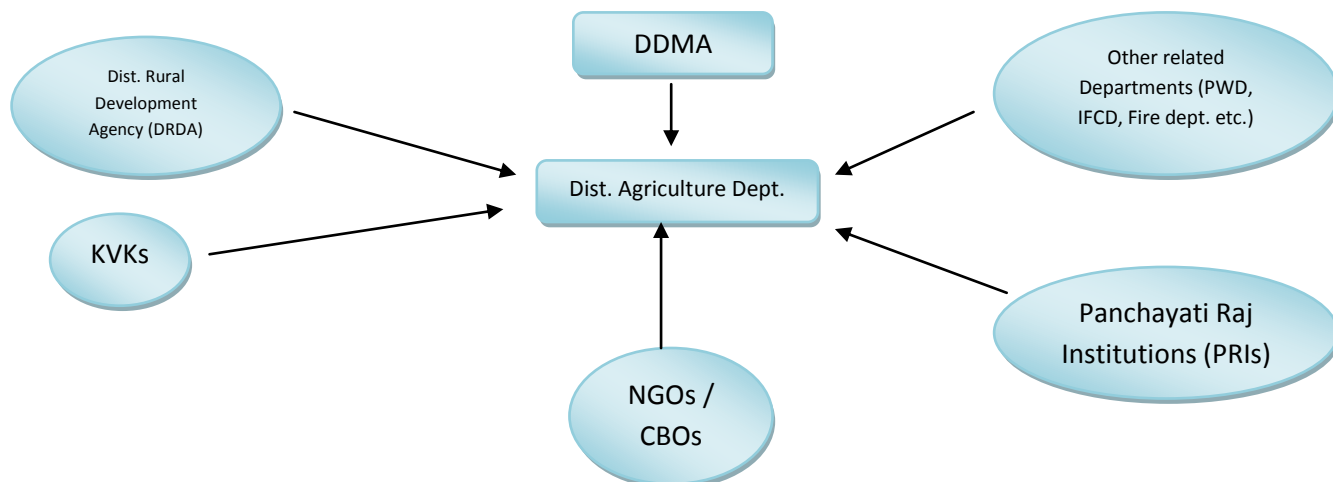 DDMA
Dist. Rural
Development
Agency (DRDA)
Other related
Departments (PWD,
IFCD, Fire dept. etc.)
Dist. Agriculture Dept.
KVKs
Panchayati Raj
Institutions (PRIs)
NGOs /
CBOs